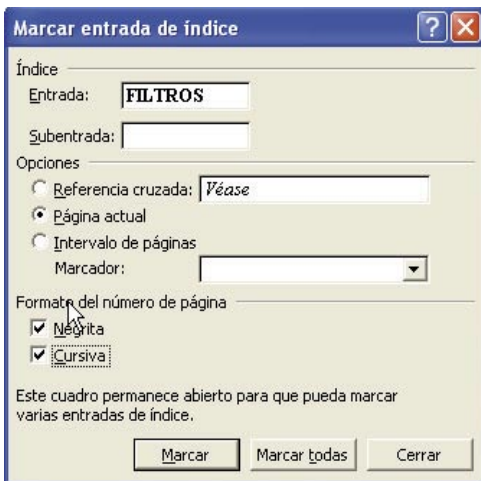 Marcar entrada de índice
Índice
Entrada: FILTROS
Subentrada:
Opciones
Referencia cruzada: Véase
Página actual
Intervalo de páginas
Marcador:
Formato del número de página
Negrita
Cursiva
Este cuadro permanece abierto para que pueda marcar
varias entradas de índice.
Marcar Marcar todas Cerrar